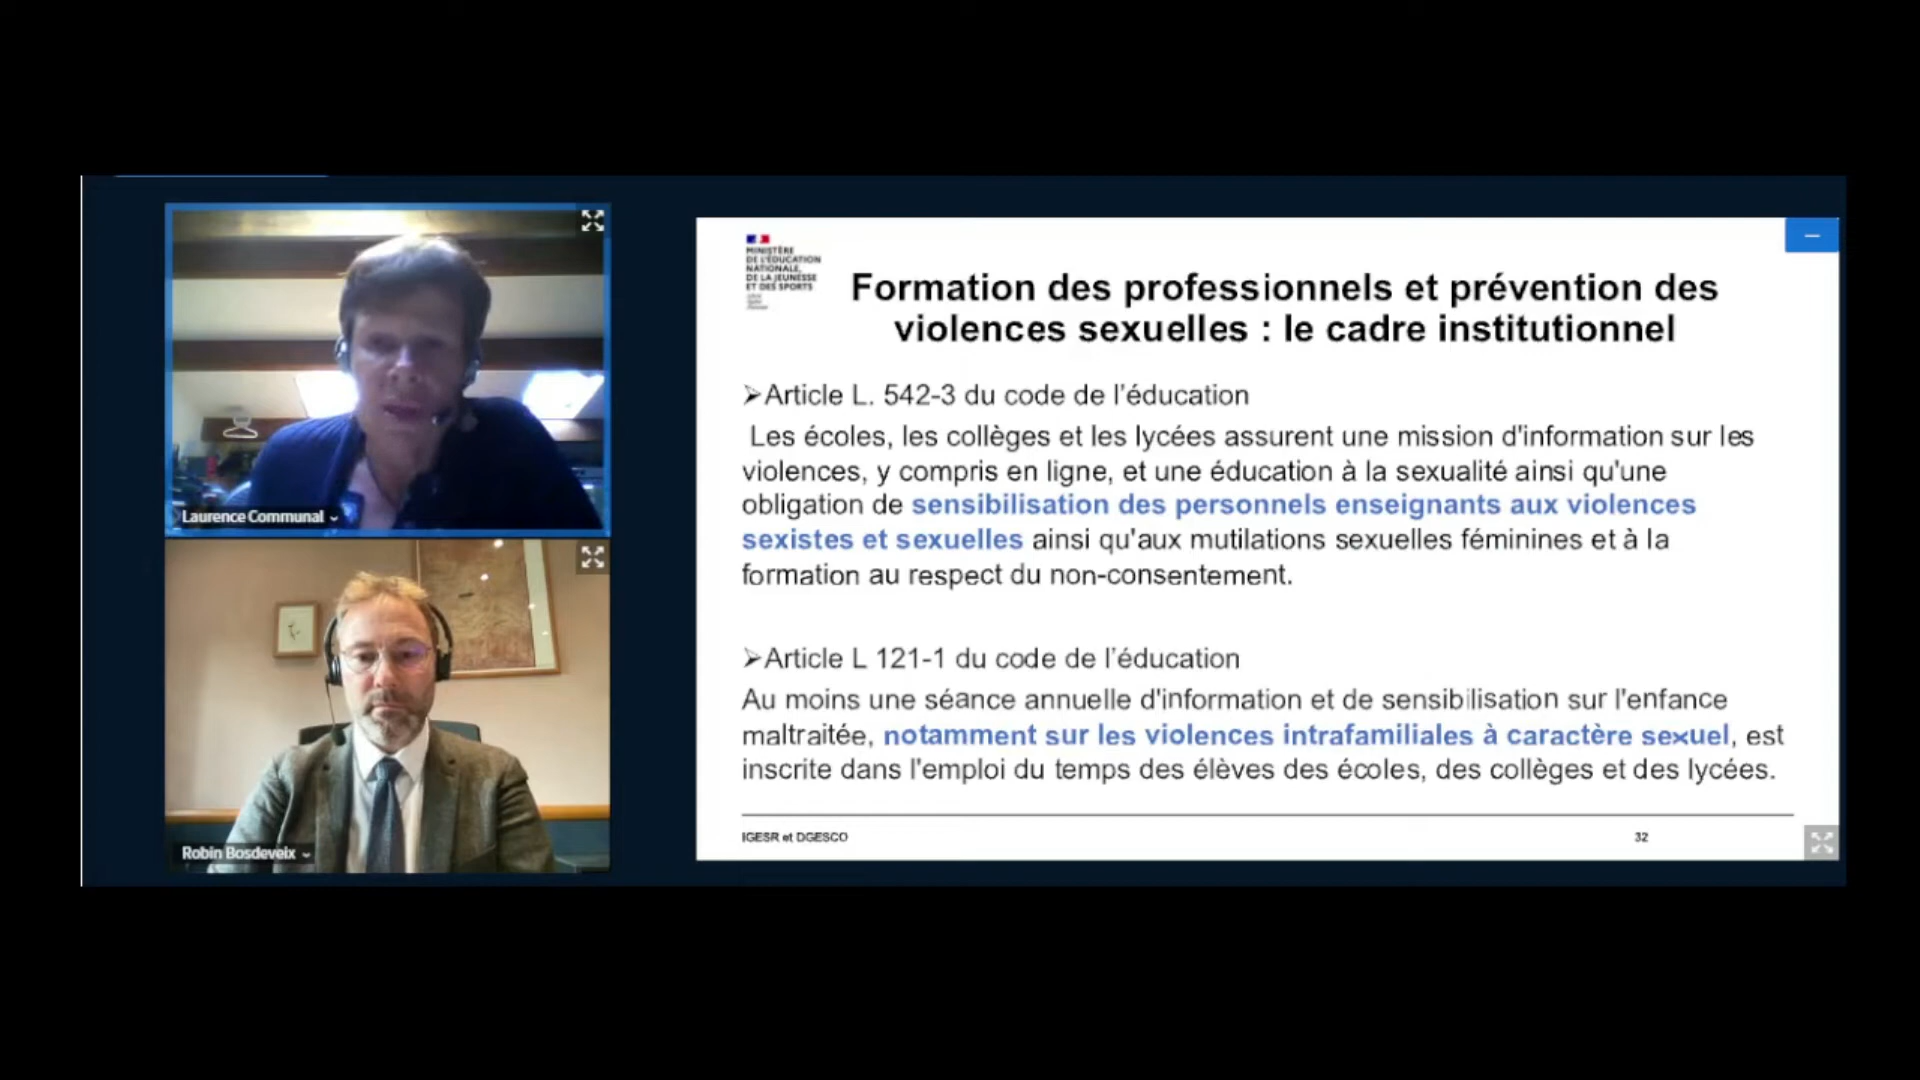 Laurence Communal
Robin Bosdeveix
MINISTÈRE
DE L'ÉDUCATION
NATIONALE,
DE LA JEUNESSE
ET DES SPORTS
Formation des professionnels et prévention des
violences sexuelles : le cadre institutionnel
➢Article L. 542-3 du code de l'éducation
Les écoles, les collèges et les lycées assurent une mission d'information sur les
violences, y compris en ligne, et une éducation à la sexualité ainsi qu'une
obligation de sensibilisation des personnels enseignants aux violences
sexistes et sexuelles ainsi qu'aux mutilations sexuelles féminines et à la
formation au respect du non-consentement.
➢Article L 121-1 du code de l'éducation
Au moins une séance annuelle d'information et de sensibilisation sur l'enfance
maltraitée, notamment sur les violences intrafamiliales à caractère sexuel, est
inscrite dans l'emploi du temps des élèves des écoles, des collèges et des lycées.
IGESR et DGESCO
32